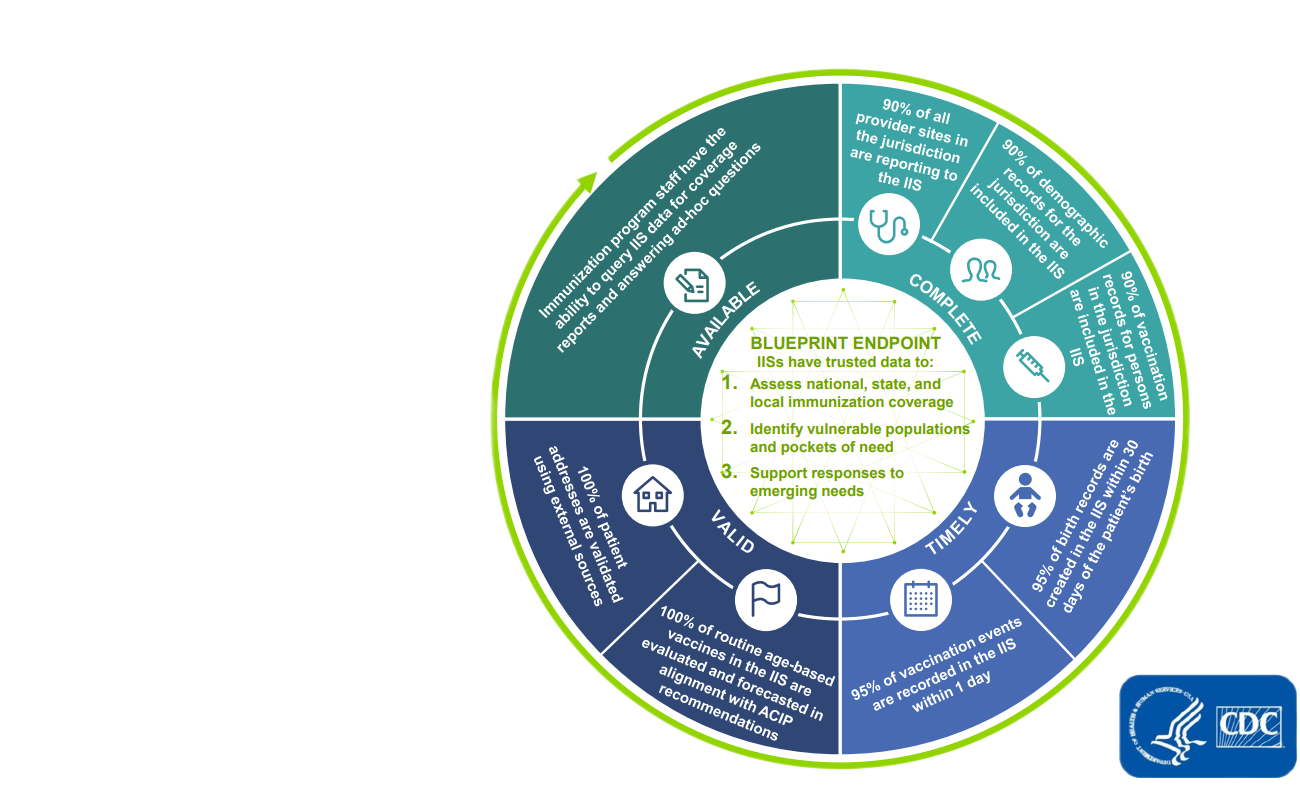 90% of all
provider sites in
the jurisdiction
are reporting to
the IIS
90% of demographic
records for the
jurisdiction are
included in the IIS
90% of vaccination
records for persons
in the jurisdiction
are included in the
IIS
COMPLETE
95% of birth records are
created in the IIS within 30
days of the patient's birth
95% of vaccination events
are recorded in the IIS
within 1 day
TIMELY
100% of routine age-based
vaccines in the IIS are
evaluated and forecasted in
alignment with ACIP
recommendations
100% of patient
addresses are validated
using external sources
VALID
Immunization program staff have the
ability to query IIS data for coverage
reports and answering ad-hoc questions
AVAILABLE
BLUEPRINT ENDPOINT
IISs have trusted data to:
1. Assess national, state, and
local immunization coverage
2. Identify vulnerable populations
and pockets of need
3. Support responses to
emerging needs
DEPARTMENT OF HEALTH & HUMAN SERVICES USA
CDC